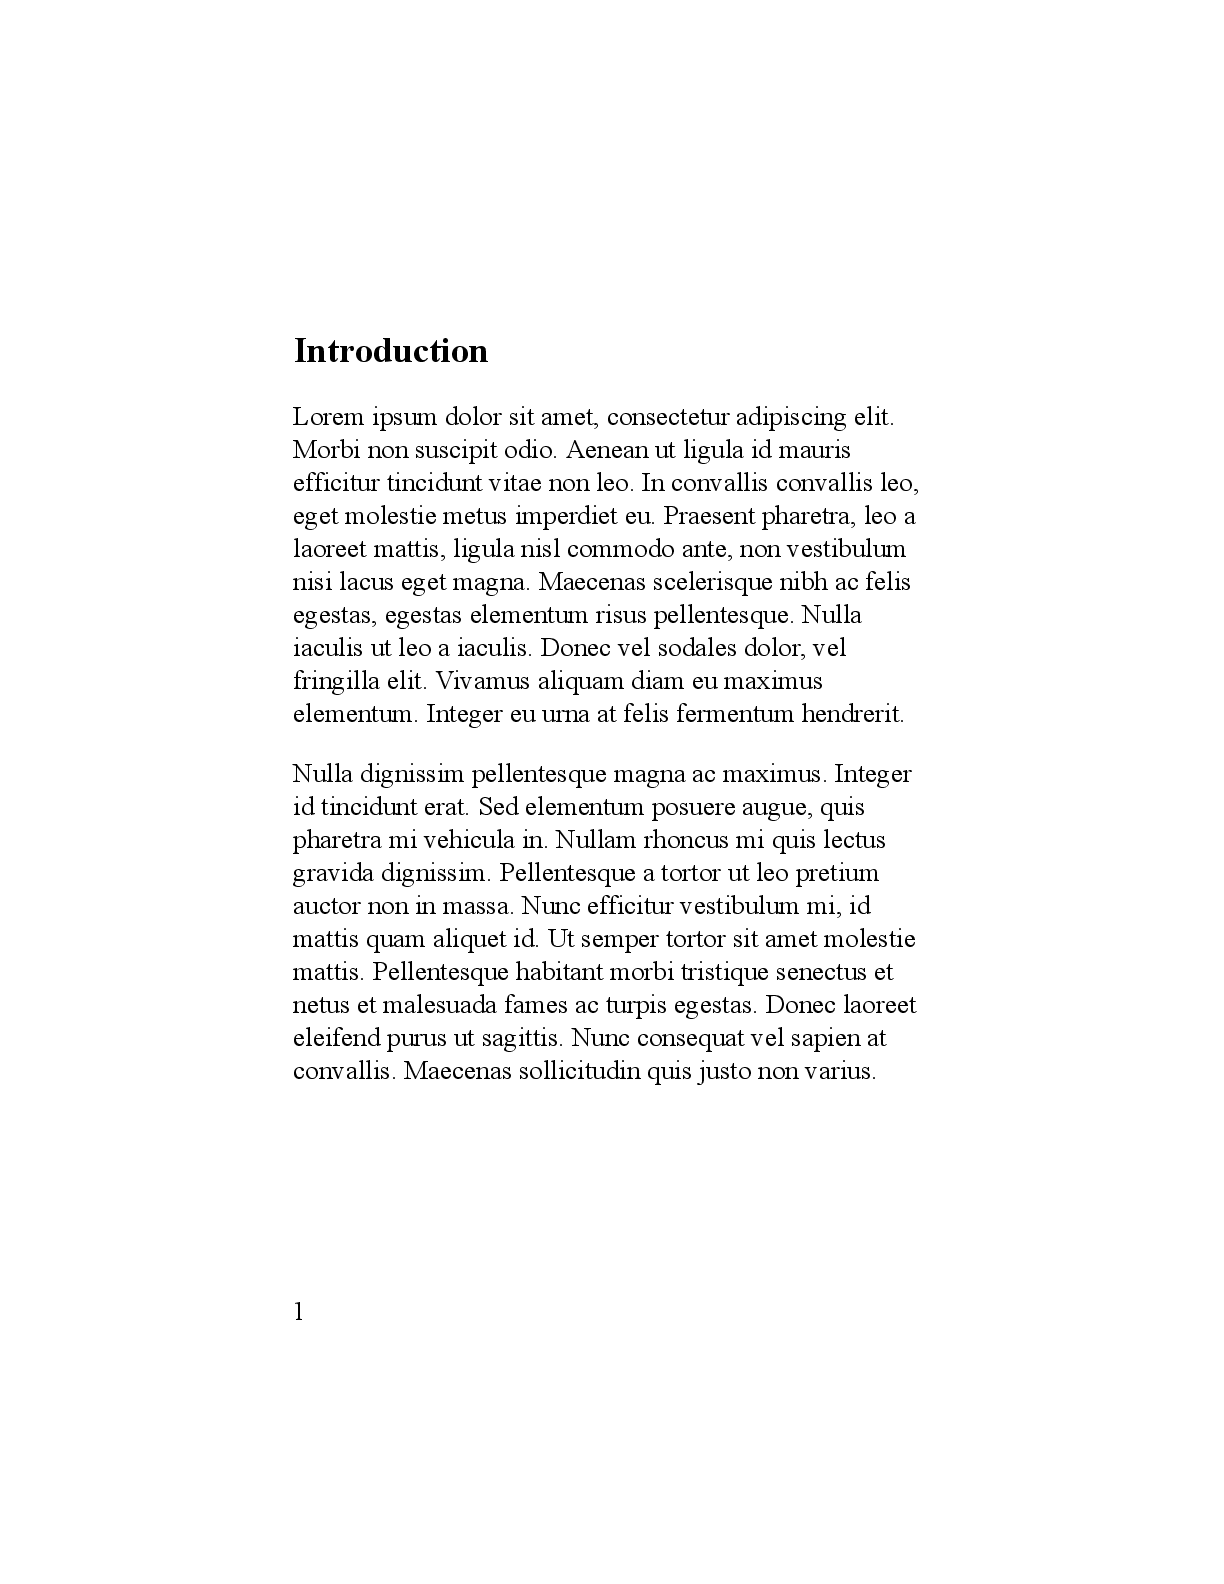 Introduction
Lorem ipsum dolor sit amet, consectetur adipiscing elit.
Morbi non suscipit odio. Aenean ut ligula id mauris
efficitur tincidunt vitae non leo. In convallis convallis leo,
eget molestie metus imperdiet eu. Praesent pharetra, leo a
laoreet mattis, ligula nisl commodo ante, non vestibulum
nisi lacus eget magna. Maecenas scelerisque nibh ac felis
egestas, egestas elementum risus pellentesque. Nulla
iaculis ut leo a iaculis. Donec vel sodales dolor, vel
fringilla elit. Vivamus aliquam diam eu maximus
elementum. Integer eu urna at felis fermentum hendrerit.
Nulla dignissim pellentesque magna ac maximus. Integer
id tincidunt erat. Sed elementum posuere augue, quis
pharetra mi vehicula in. Nullam rhoncus mi quis lectus
gravida dignissim. Pellentesque a tortor ut leo pretium
auctor non in massa. Nunc efficitur vestibulum mi, id
mattis quam aliquet id. Ut semper tortor sit amet molestie
mattis. Pellentesque habitant morbi tristique senectus et
netus et malesuada fames ac turpis egestas. Donec laoreet
eleifend purus ut sagittis. Nunc consequat vel sapien at
convallis. Maecenas sollicitudin quis justo non varius.
1